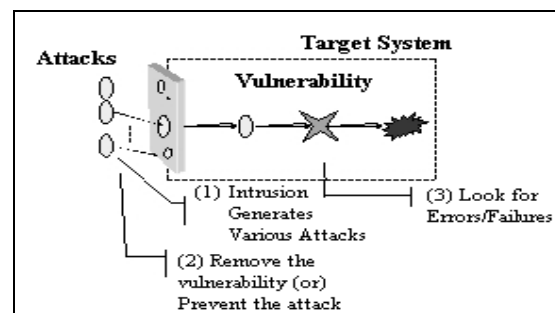 Target System
Attacks
Vulnerability
(1) Intrusion
Generates
Various Attacks
(3) Look for
Errors/Failures
(2) Remove the
vulnerability (or)
Prevent the attack